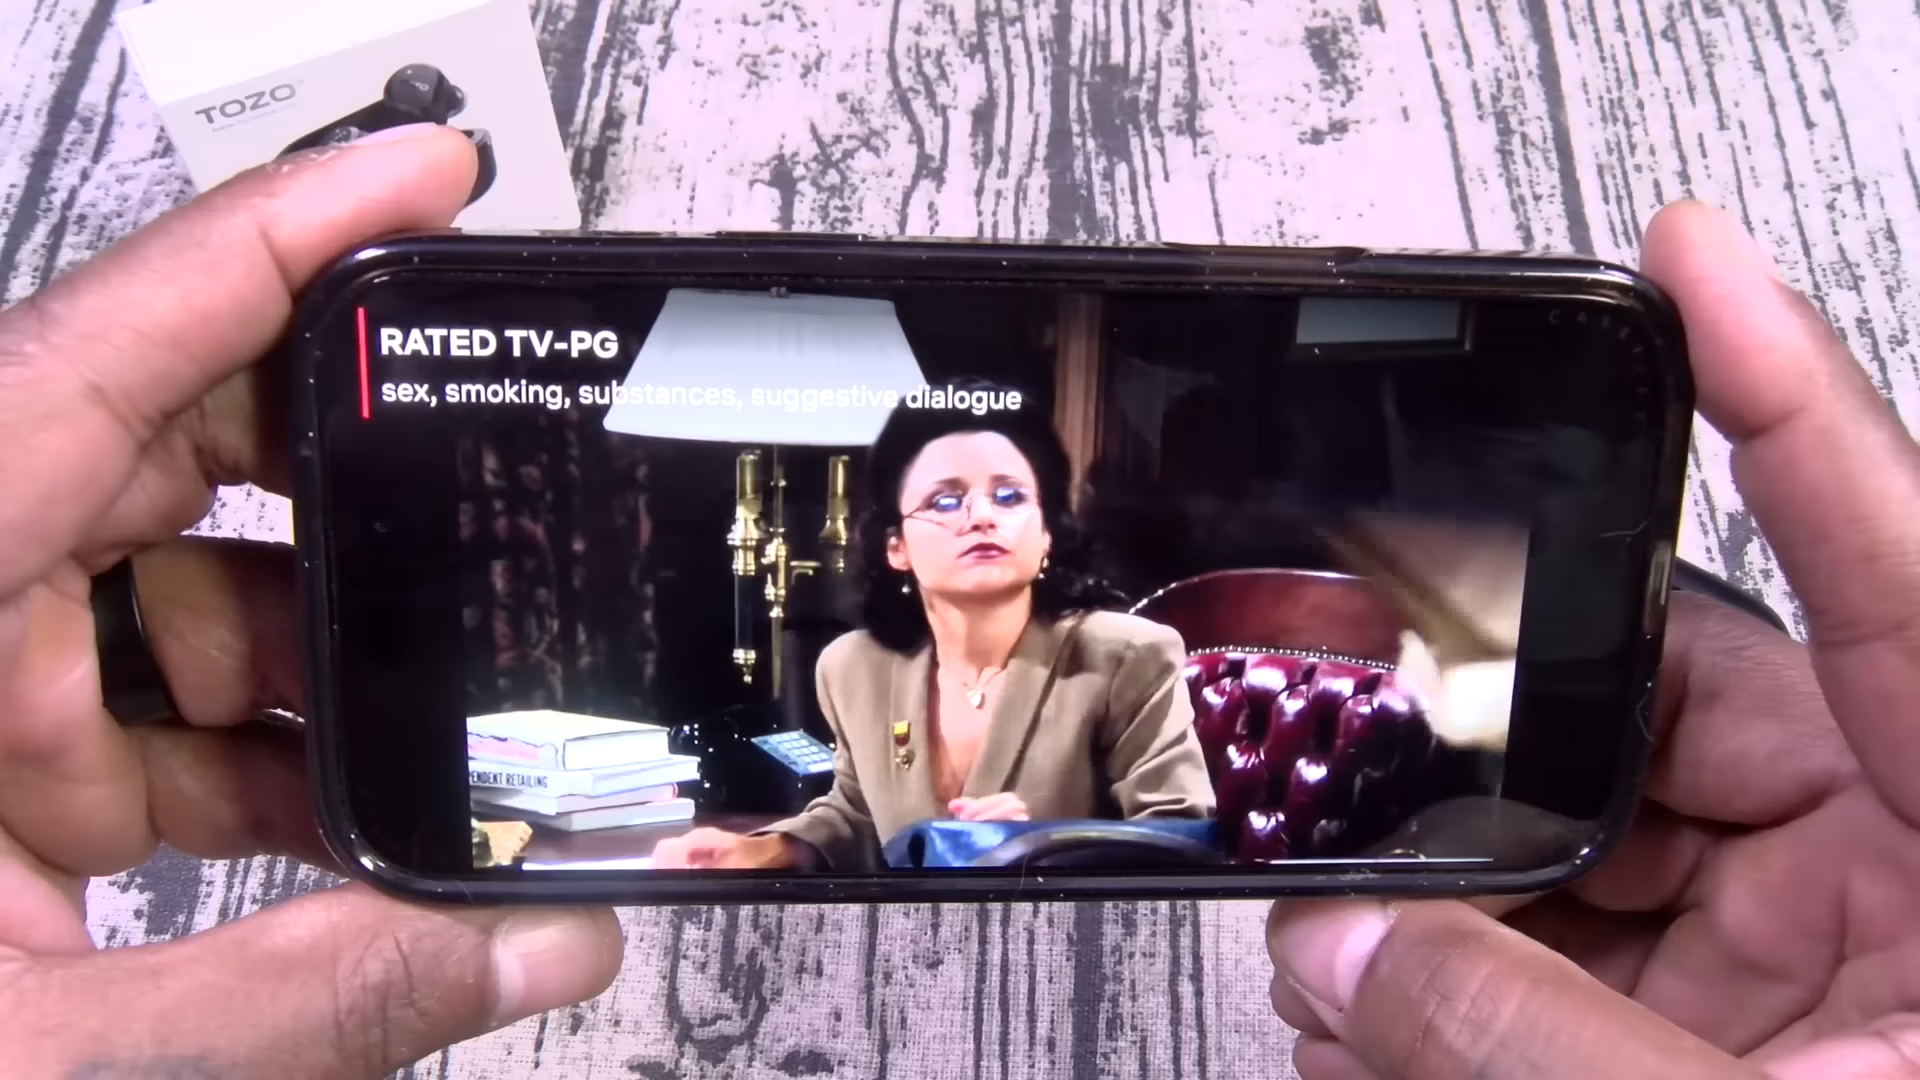 TOZO
RATED TV-PG
sex, smoking, substances, suggestive dialogue
ENDENT RETAILING